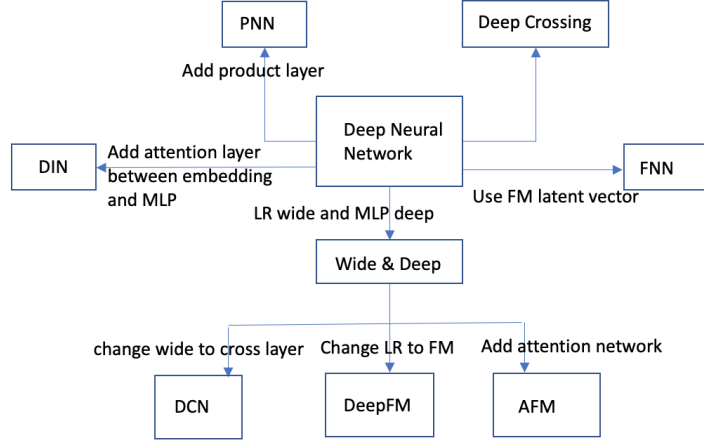 PNN
Deep Crossing
Add product layer
Deep Neural
Network
DIN
Add attention layer
between embedding
and MLP
FNN
Use FM latent vector
LR wide and MLP deep
Wide & Deep
change wide to cross layer
Change LR to FM
Add attention network
DCN
DeepFM
AFM